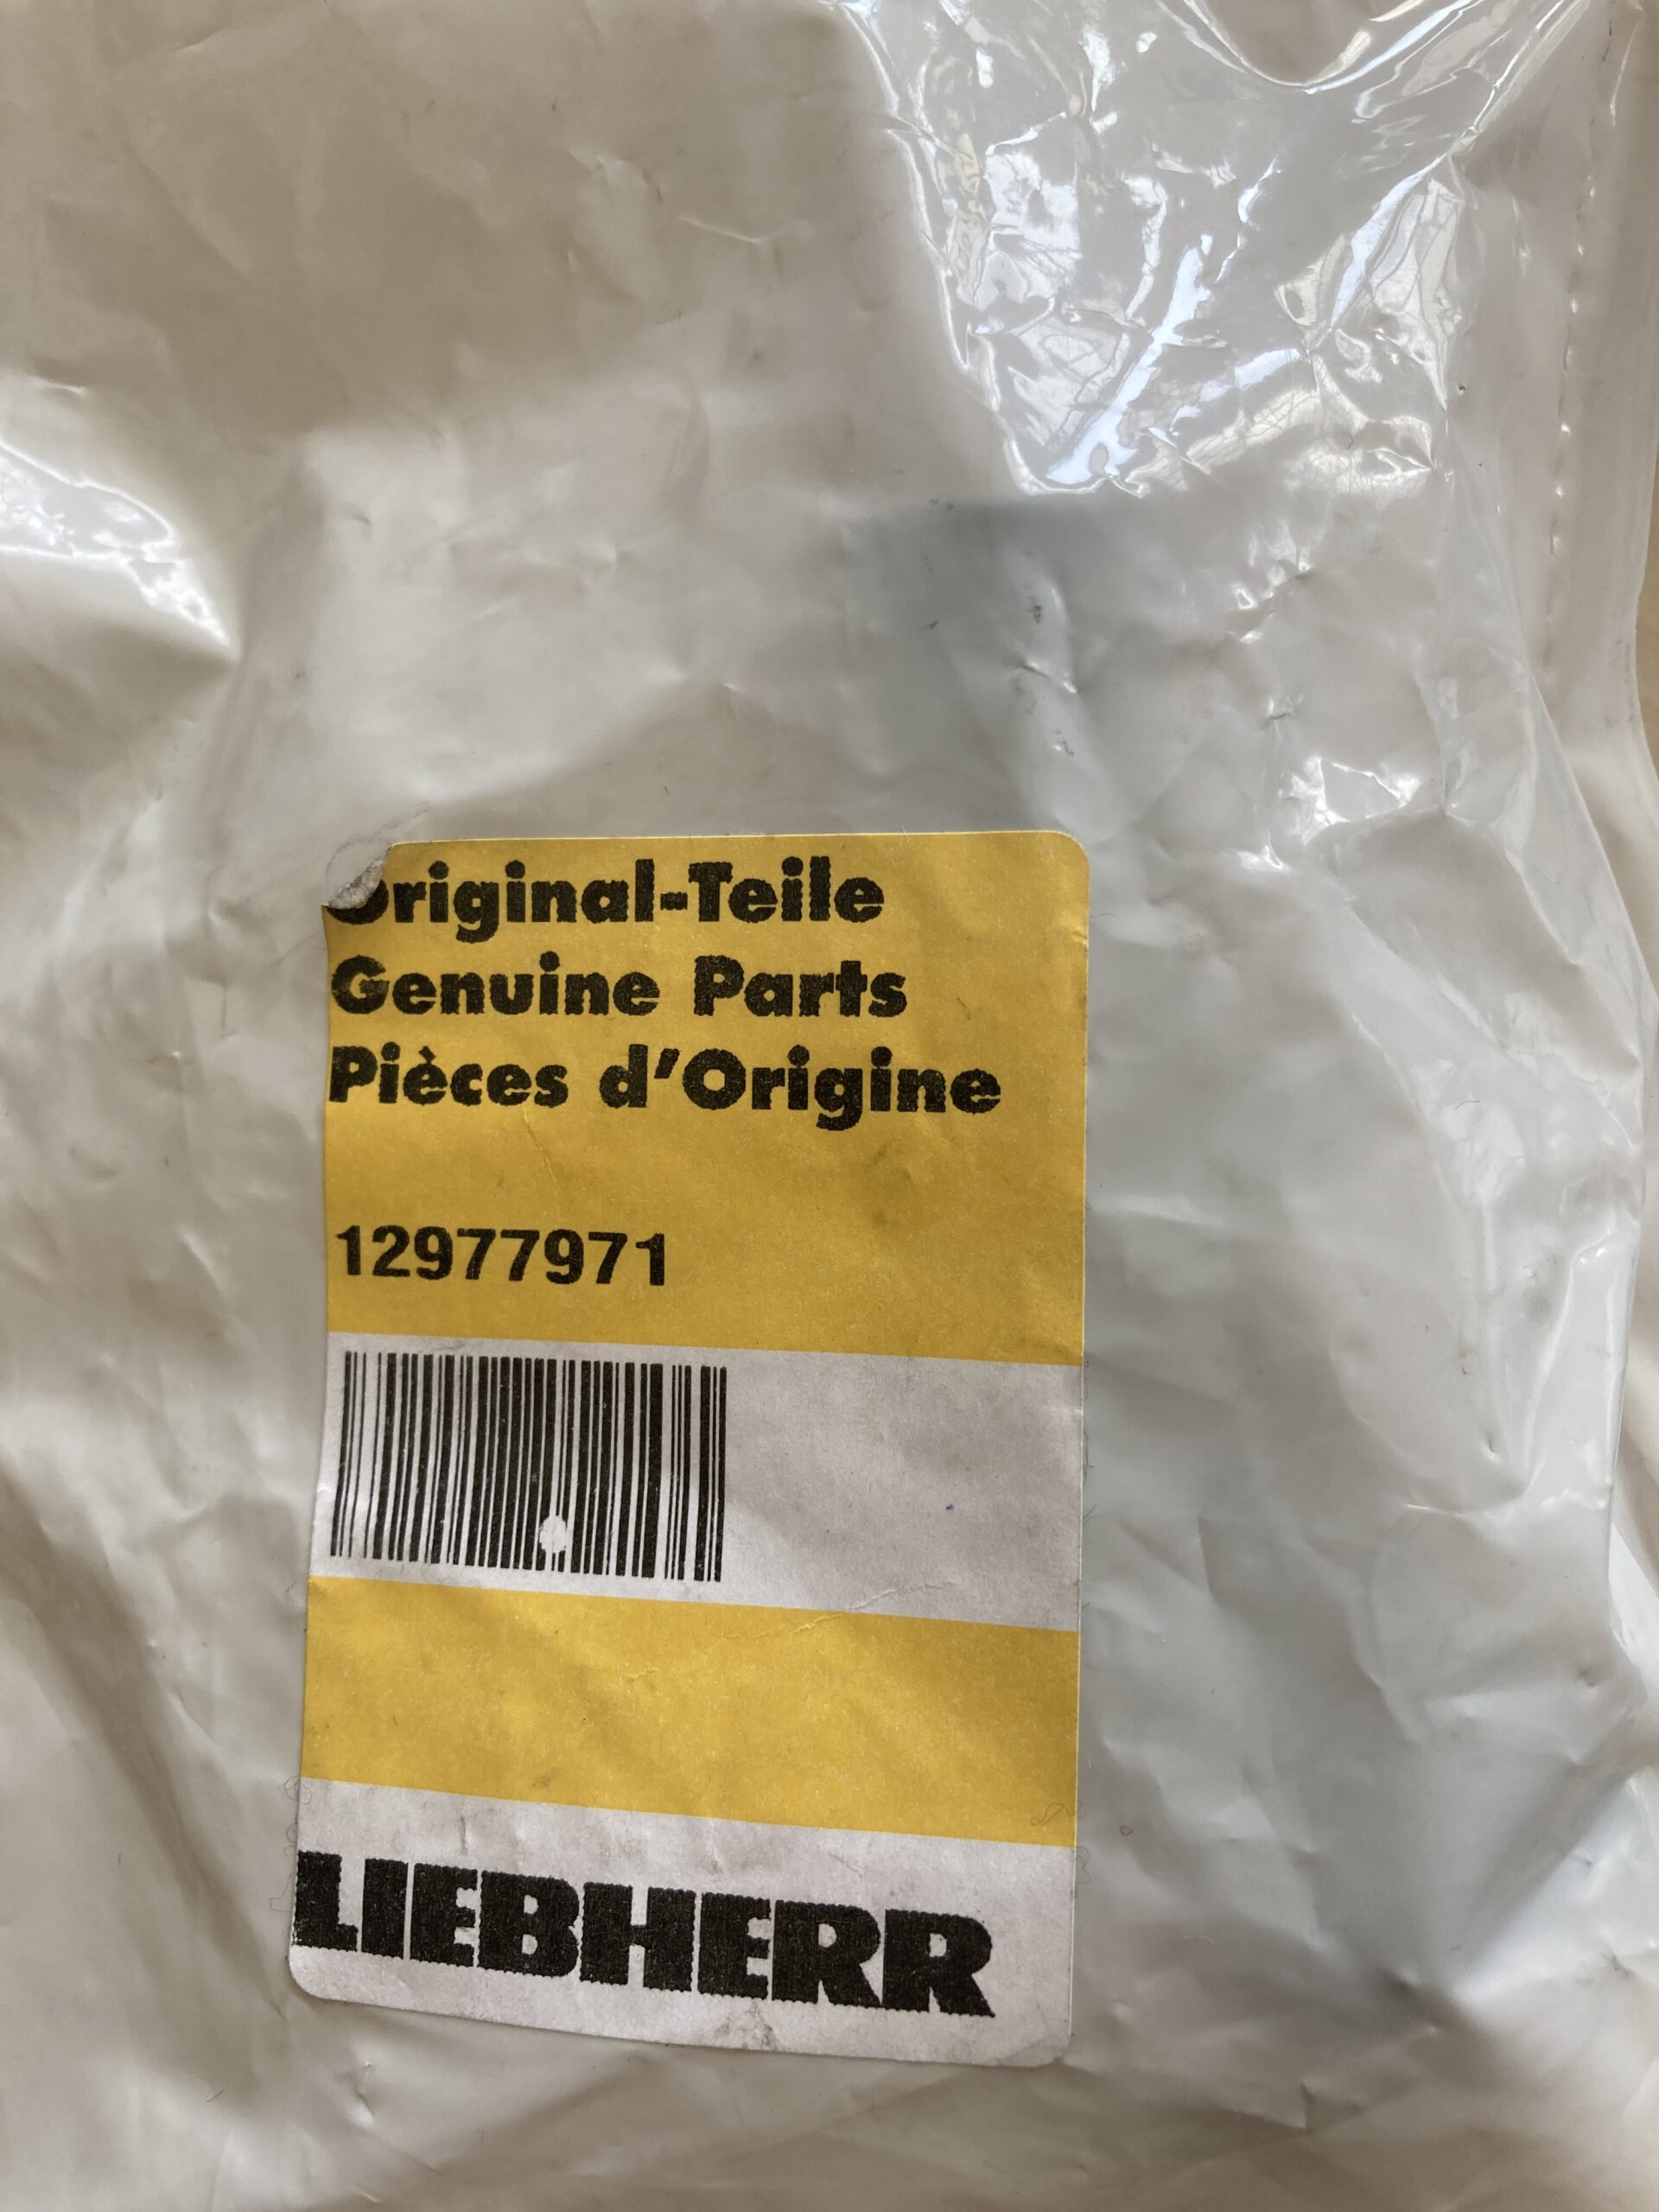 Original-Teile
Genuine Parts
Pièces d'Origine
12977971
LIEBHERR